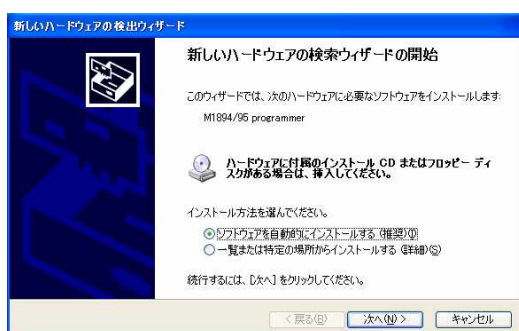 新しいハードウェアの検出ウィザード
新しいハードウェアの検索ウィザードの開始
このウィザードでは、次のハードウェアに必要なソフトウェアをインストールします:
M1894/95 programmer
ハードウェアに付属のインストール CD またはフロッピー ディ
スクがある場合は、挿入してください。
インストール方法を選んでください。
ソフトウェアを自動的にインストールする (推奨)(I)
一覧または特定の場所からインストールする (詳細)(S)
続行するには、[次へ] をクリックしてください。
< 戻る(B) 次へ(N) > キャンセル